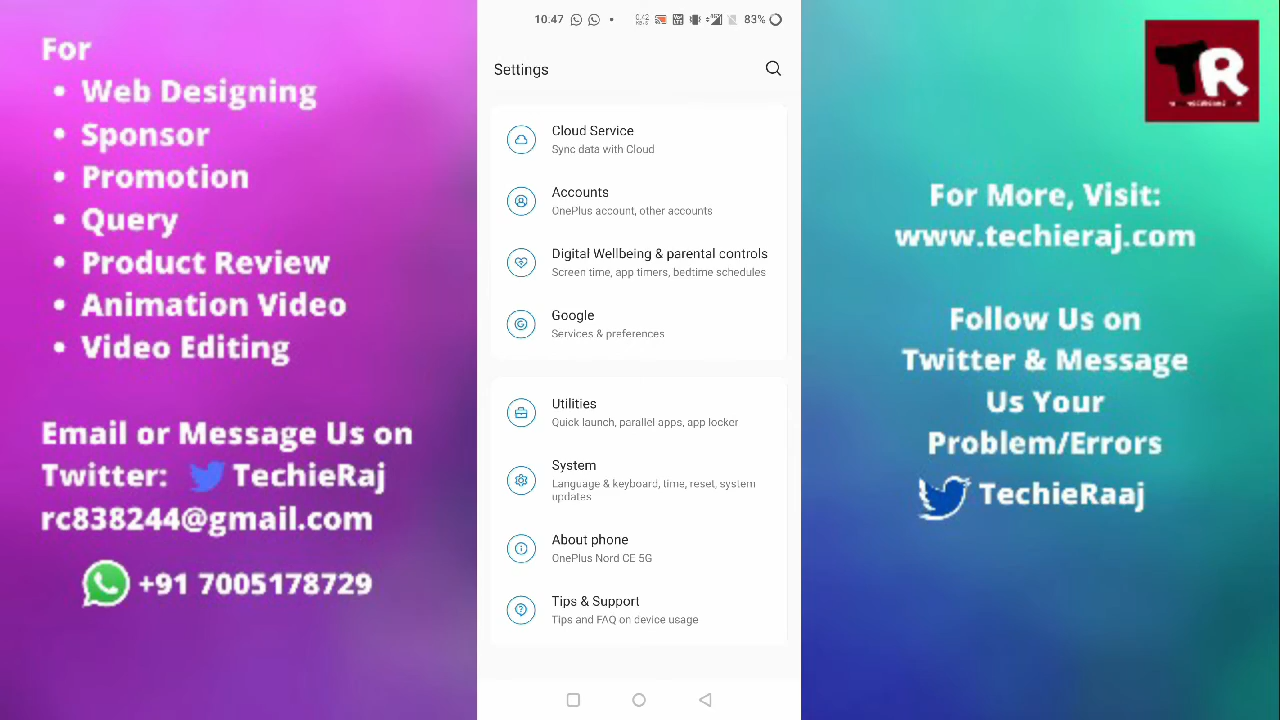 For
• Web Designing
• Sponsor
• Promotion
• Query
• Product Review
• Animation Video
• Video Editing
Email or Message Us on
Twitter: TechieRaj
rc838244@gmail.com
+91 7005178729
10.47
83%
Settings
Cloud Service
Sync data with Cloud
Accounts
OnePlus account, other accounts
Digital Wellbeing & parental controls
Screen time, app timers, bedtime schedules
Google
Services & preferences
Utilities
Quick launch, parallel apps, app locker
System
Language & keyboard, time, reset, system
updates
About phone
OnePlus Nord CE 5G
Tips & Support
Tips and FAQ on device usage
TR
For More, Visit:
www.techieraj.com
Follow Us on
Twitter & Message
Us Your
Problem/Errors
TechieRaaj